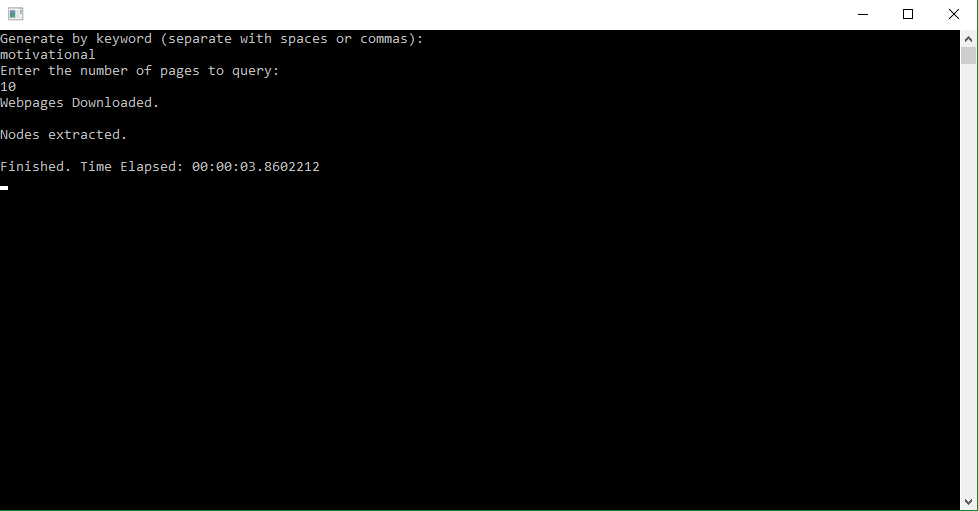 Generate by keyword (separate with spaces or commas):
motivational
Enter the number of pages to query:
10
Webpages Downloaded.
Nodes extracted.
Finished. Time Elapsed: 00:00:03.8602212